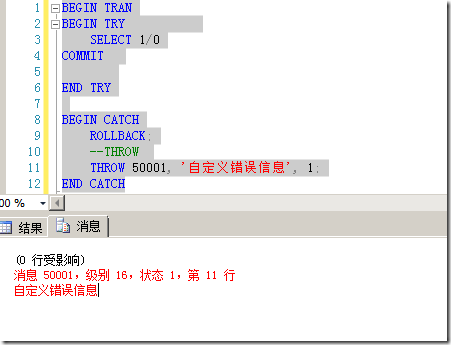 1 BEGIN TRAN
2 BEGIN TRY
3 SELECT 1/0
4 COMMIT
5
6 END TRY
7
8 BEGIN CATCH
9 ROLLBACK;
10 --THROW
11 THROW 50001, '自定义错误信息', 1;
12 END CATCH
00 %
结果 消息
(0 行受影响)
消息 50001，级别 16，状态 1，第 11 行
自定义错误信息